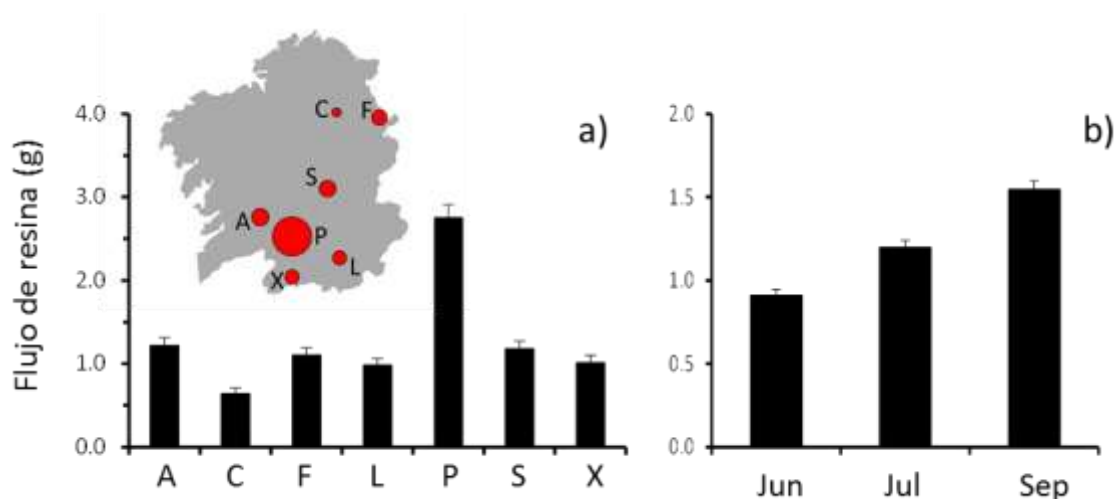 Flujo de resina (g)
4.0
3.0
2.0
1.0
0.0
A C F L P S X
C F
S
A P
L
X
a)
2.0
1.5
1.0
0.5
0.0
Jun Jul Sep
b)